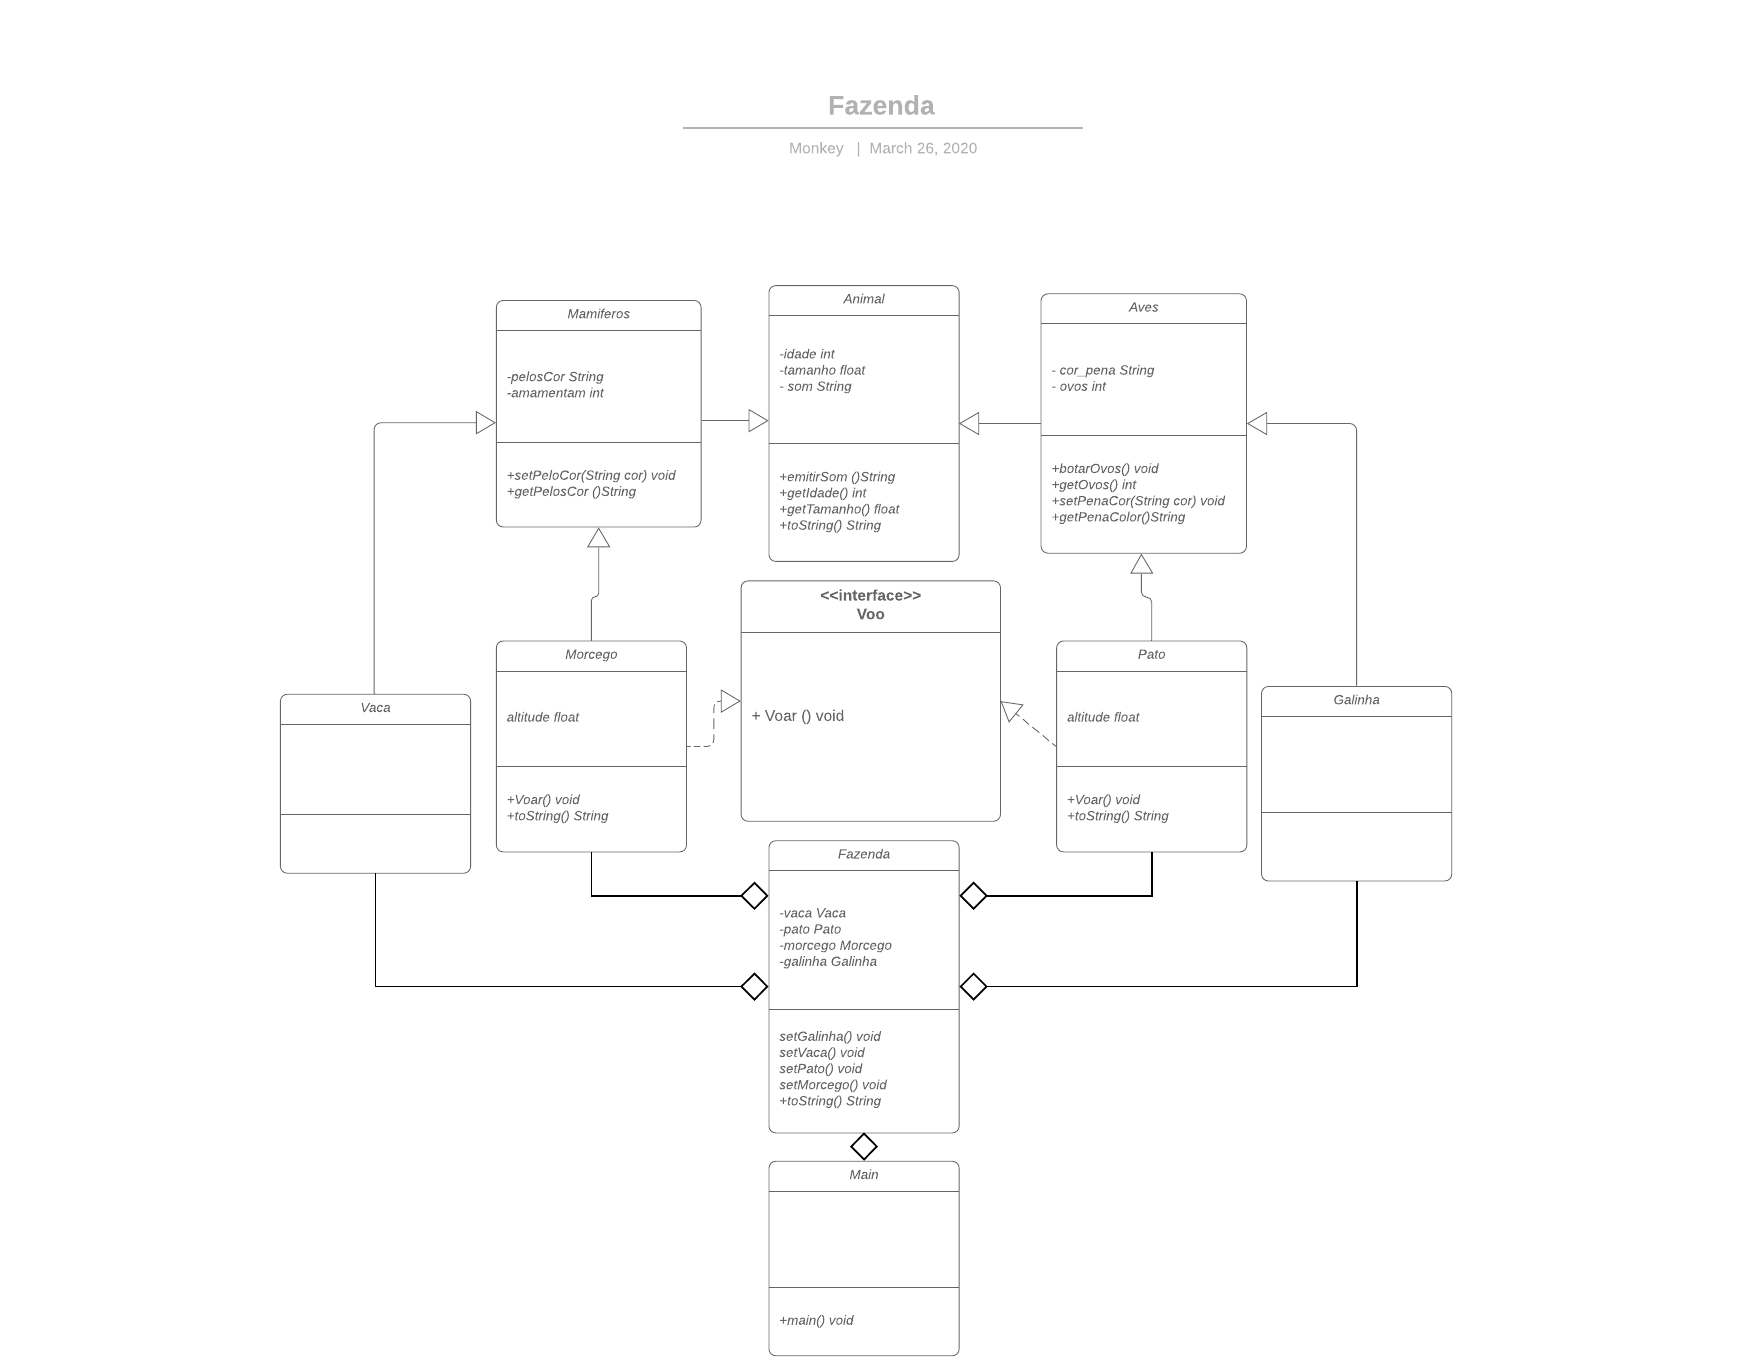 Fazenda
Monkey | March 26, 2020
Mamiferos
-pelosCor String
-amamentam int
+setPeloCor(String cor) void
+getPelosCor ()String
Animal
-idade int
-tamanho float
- som String
+emitirSom ()String
+getIdade() int
+getTamanho() float
+toString() String
Aves
- cor_pena String
- ovos int
+botarOvos() void
+getOvos() int
+setPenaCor(String cor) void
+getPenaColor()String
<<interface>>
Voo
+ Voar () void
Vaca
Morcego
altitude float
+Voar() void
+toString() String
Pato
altitude float
+Voar() void
+toString() String
Galinha
Fazenda
-vaca Vaca
-pato Pato
-morcego Morcego
-galinha Galinha
setGalinha() void
setVaca() void
setPato() void
setMorcego() void
+toString() String
Main
+main() void